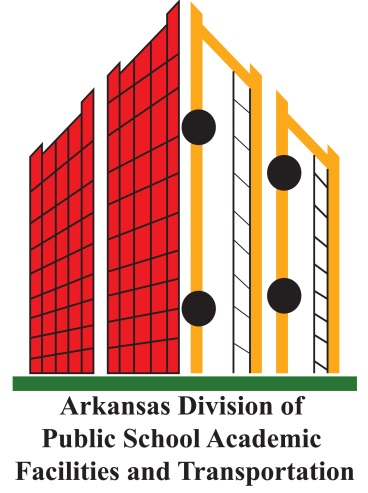 Arkansas Division of
Public School Academic
Facilities and Transportation